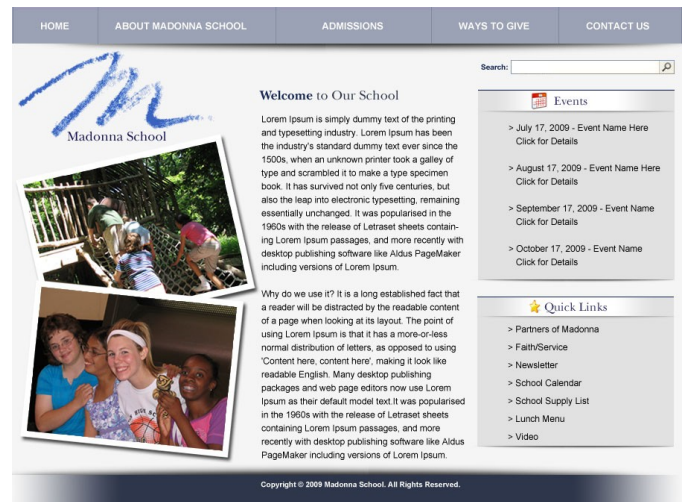 HOME ABOUT MADONNA SCHOOL ADMISSIONS WAYS TO GIVE CONTACT US
Madonna School
Search:
Welcome to Our School
Lorem Ipsum is simply dummy text of the printing
and typesetting industry. Lorem Ipsum has been
the industry's standard dummy text ever since the
1500s, when an unknown printer took a galley of
type and scrambled it to make a type specimen
book. It has survived not only five centuries, but
also the leap into electronic typesetting, remaining
essentially unchanged. It was popularised in the
1960s with the release of Letraset sheets contain-
ing Lorem Ipsum passages, and more recently with
desktop publishing software like Aldus PageMaker
including versions of Lorem Ipsum.
Why do we use it? It is a long established fact that
a reader will be distracted by the readable content
of a page when looking at its layout. The point of
using Lorem Ipsum is that it has a more-or-less
normal distribution of letters, as opposed to using
'Content here, content here', making it look like
readable English. Many desktop publishing
packages and web page editors now use Lorem
Ipsum as their default model text.It was popularised
in the 1960s with the release of Letraset sheets
containing Lorem Ipsum passages, and more
recently with desktop publishing software like Aldus
PageMaker including versions of Lorem Ipsum.
Events
> July 17, 2009 - Event Name Here
Click for Details
> August 17, 2009 - Event Name Here
Click for Details
> September 17, 2009 - Event Name
Click for Details
> October 17, 2009 - Event Name
Click for Details
Quick Links
> Partners of Madonna
> Faith/Service
> Newsletter
> School Calendar
> School Supply List
> Lunch Menu
> Video
Copyright © 2009 Madonna School. All Rights Reserved.